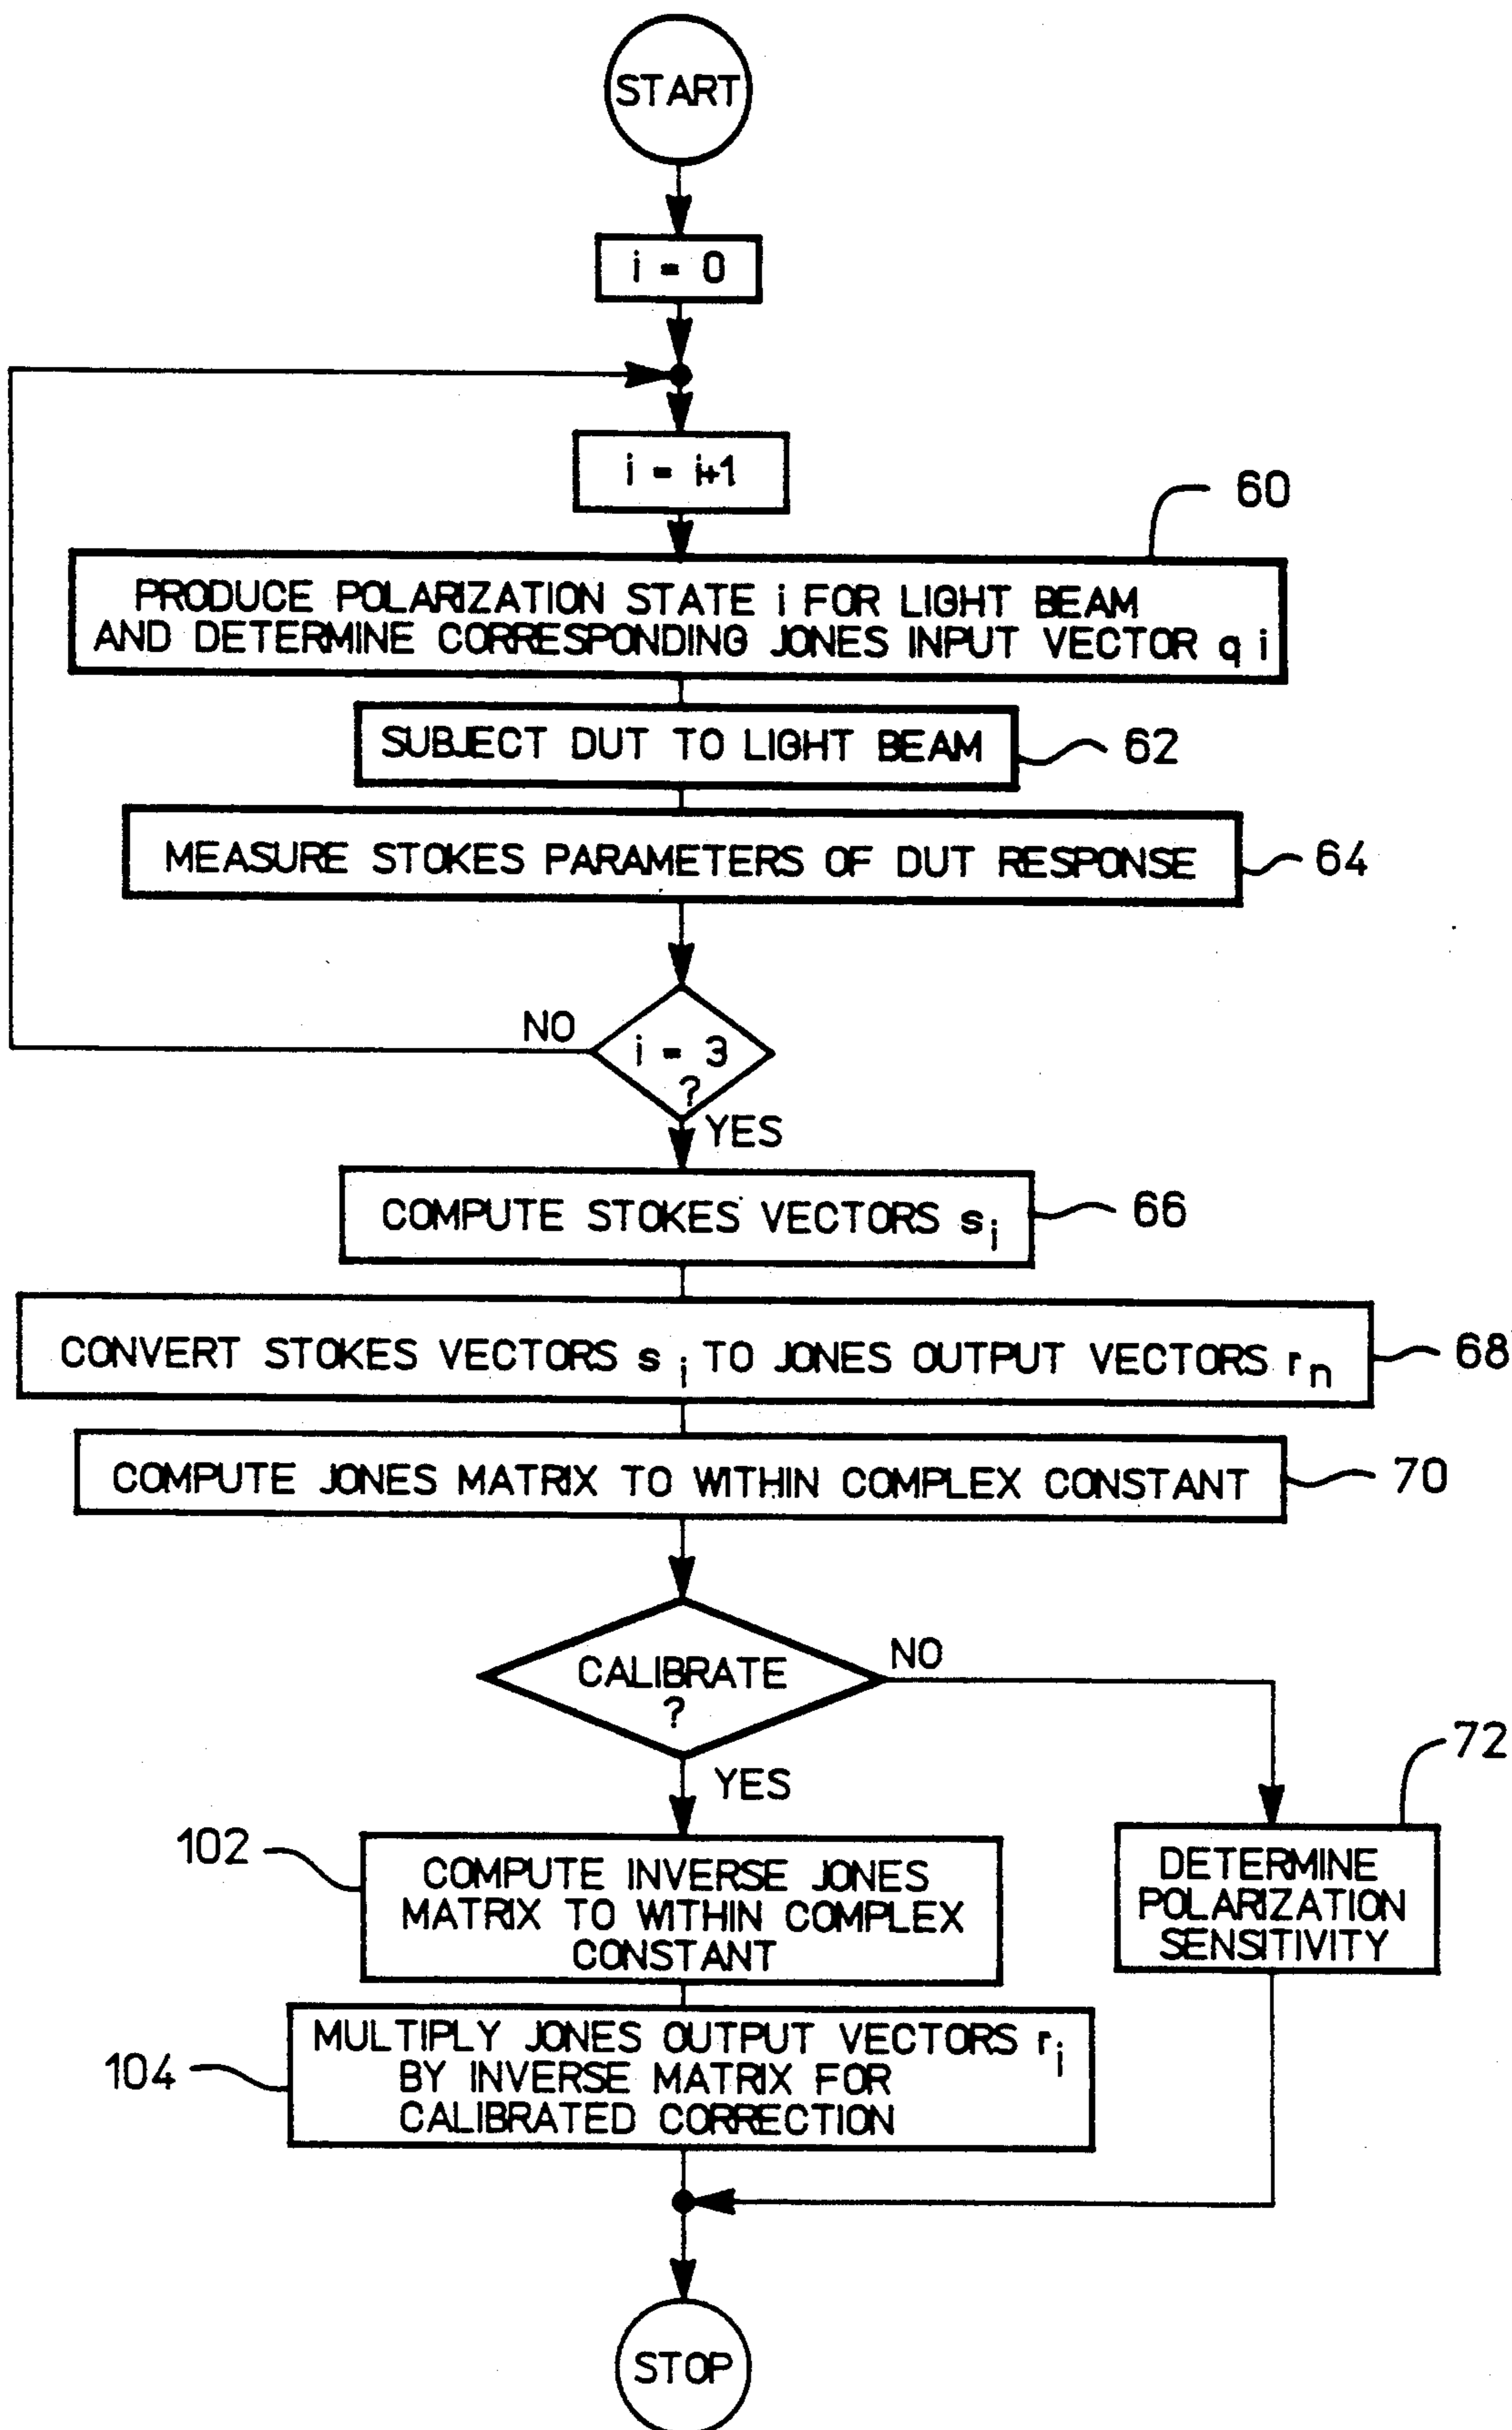 START
i = 0
i = i+1
60
PRODUCE POLARIZATION STATE i FOR LIGHT BEAM
AND DETERMINE CORRESPONDING JONES INPUT VECTOR q i
SUBJECT DUT TO LIGHT BEAM
62
MEASURE STOKES PARAMETERS OF DUT RESPONSE
64
NO
i = 3
?
YES
COMPUTE STOKES VECTORS s i
66
CONVERT STOKES VECTORS s i TO JONES OUTPUT VECTORS r n
68
COMPUTE JONES MATRIX TO WITHIN COMPLEX CONSTANT
70
CALIBRATE
?
NO
YES
72
102
COMPUTE INVERSE JONES
MATRIX TO WITHIN COMPLEX
CONSTANT
DETERMINE
POLARIZATION
SENSITIVITY
104
MULTIPLY JONES OUTPUT VECTORS r i
BY INVERSE MATRIX FOR
CALIBRATED CORRECTION
STOP